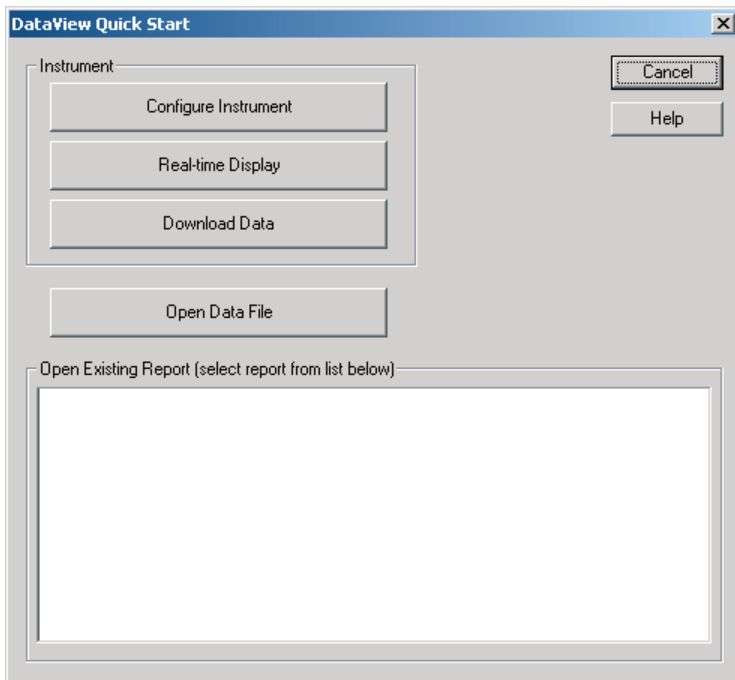 DataView Quick Start
Instrument
Configure Instrument
Real-time Display
Download Data
Cancel
Help
Open Data File
Open Existing Report (select report from list below)